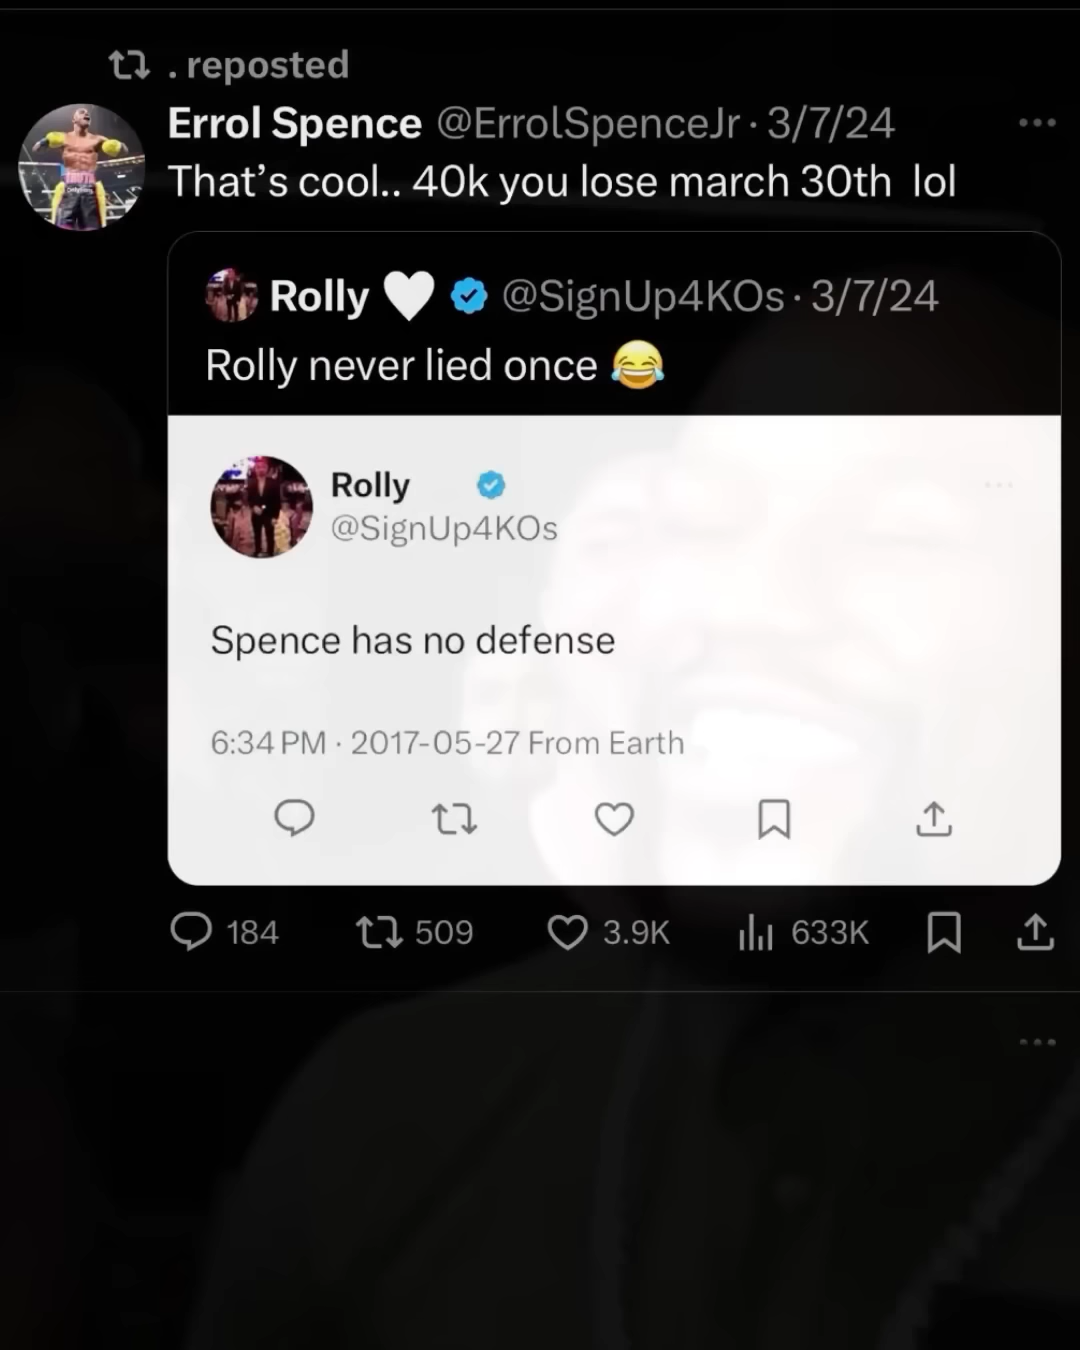 . reposted
Errol Spence @ErrolSpenceJr · 3/7/24
That's cool.. 40k you lose march 30th lol
Rolly 🤍 @SignUp4KOs · 3/7/24
Rolly never lied once 😂
Rolly
@SignUp4KOs
Spence has no defense
6:34 PM · 2017-05-27 From Earth
184 509 3.9K 633K